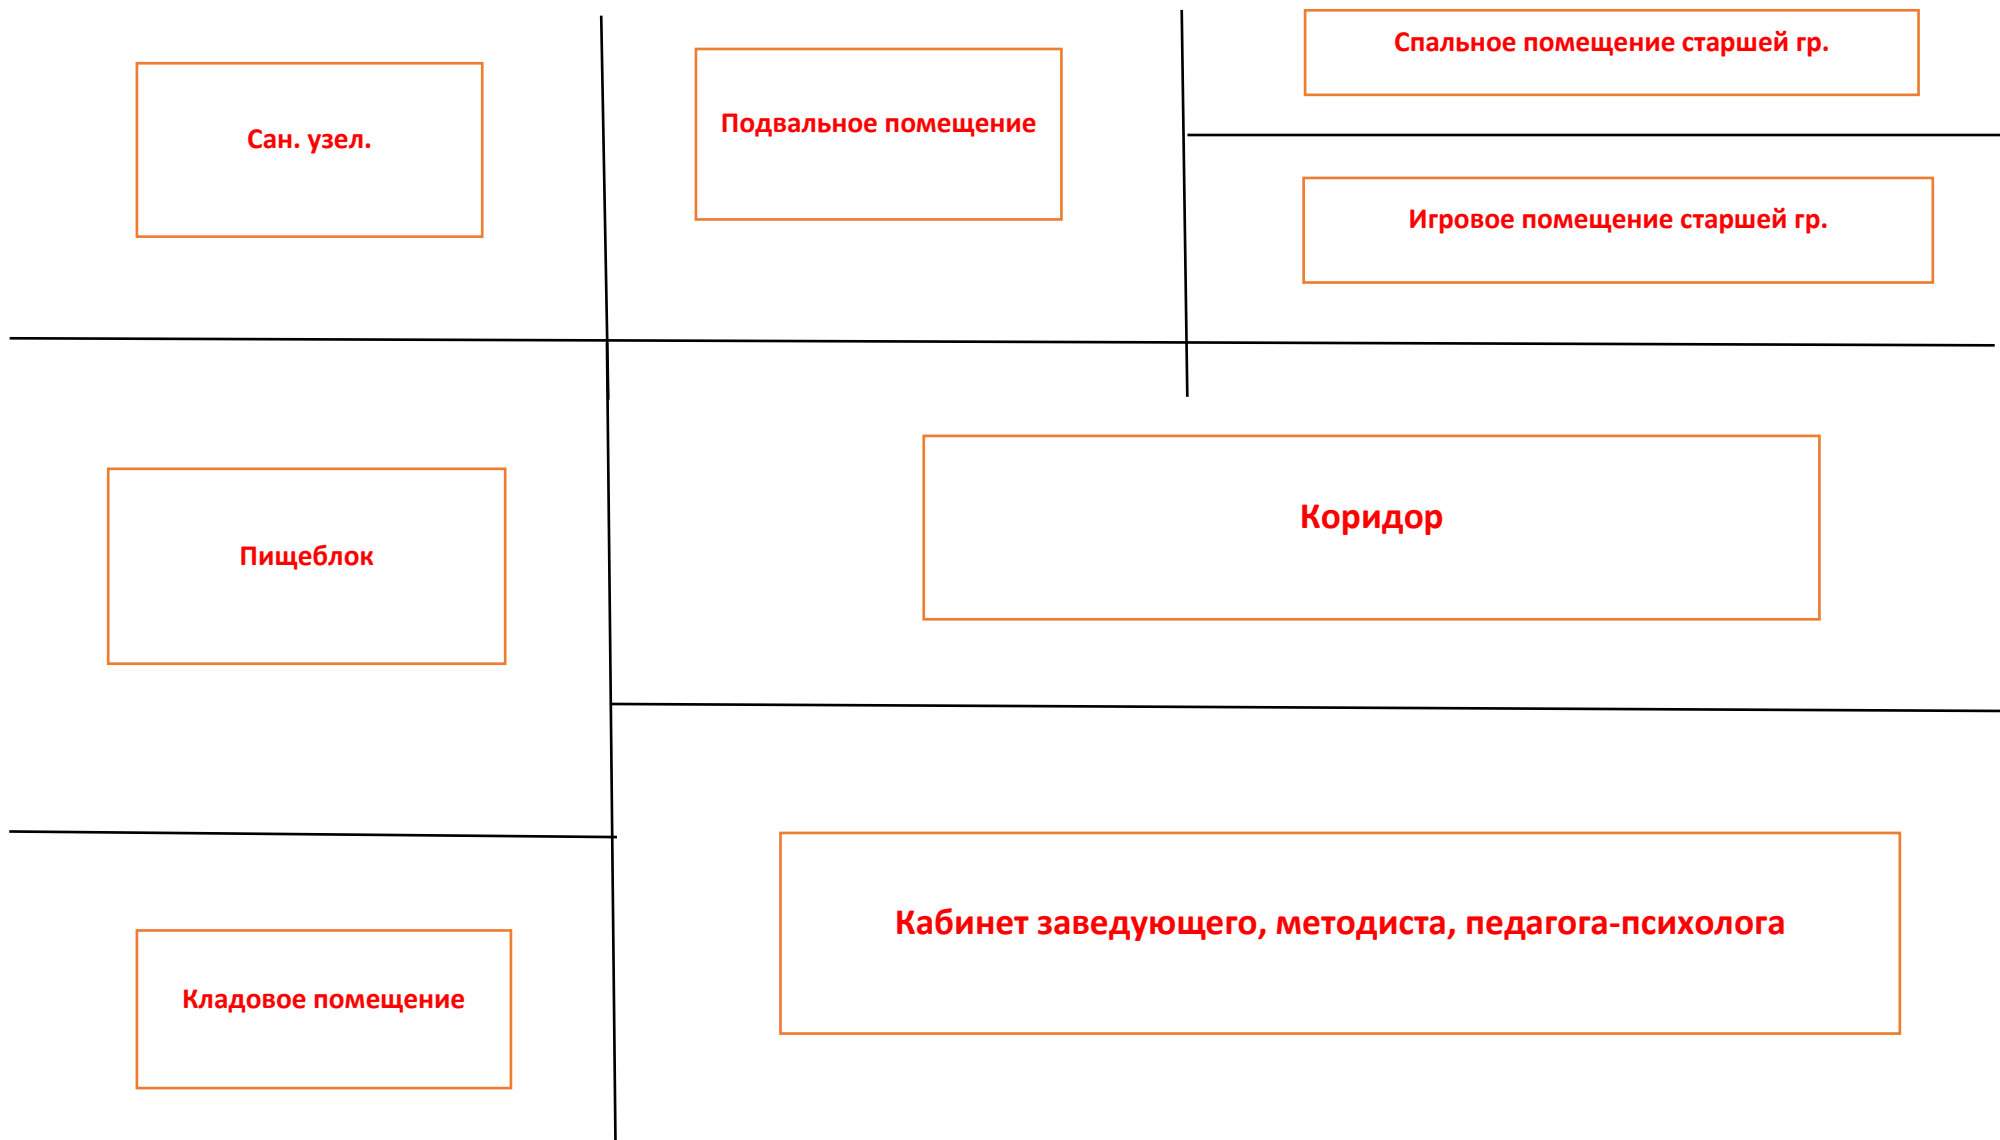 Сан. узел.
Подвальное помещение
Спальное помещение старшей гр.
Игровое помещение старшей гр.
Пищеблок
Коридор
Кладовое помещение
Кабинет заведующего, методиста, педагога-психолога